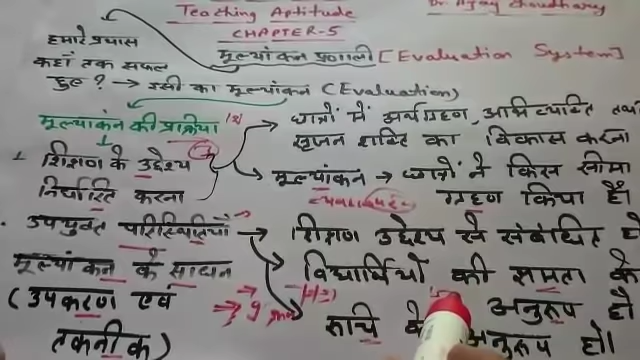 Teaching Aptitude
Dr. Ajay Choudhary
CHAPTER-5
मूल्यांकन प्रणाली [Evaluation System]
हमारे प्रयास
कहाँ तक सफल
हुए? → इसी का मूल्यांकन (Evaluation)
मूल्यांकन की प्रक्रिया
→ छात्रों में अर्थग्रहण, अभिव्यक्ति
सृजन शक्ति का विकास करना
शिक्षण के उद्देश्य
निर्धारित करना
→ मूल्यांकन → छात्रों ने किस सीमा
ग्रहण किया है
उपयुक्त परिस्थितियाँ
शिक्षण उद्देश्य से संबंधित हो
मूल्यांकन के साधन
विद्यार्थियों की क्षमता के
अनुरूप हो
(उपकरण एवं
तकनीक)
रुचि के अनुरूप हो।